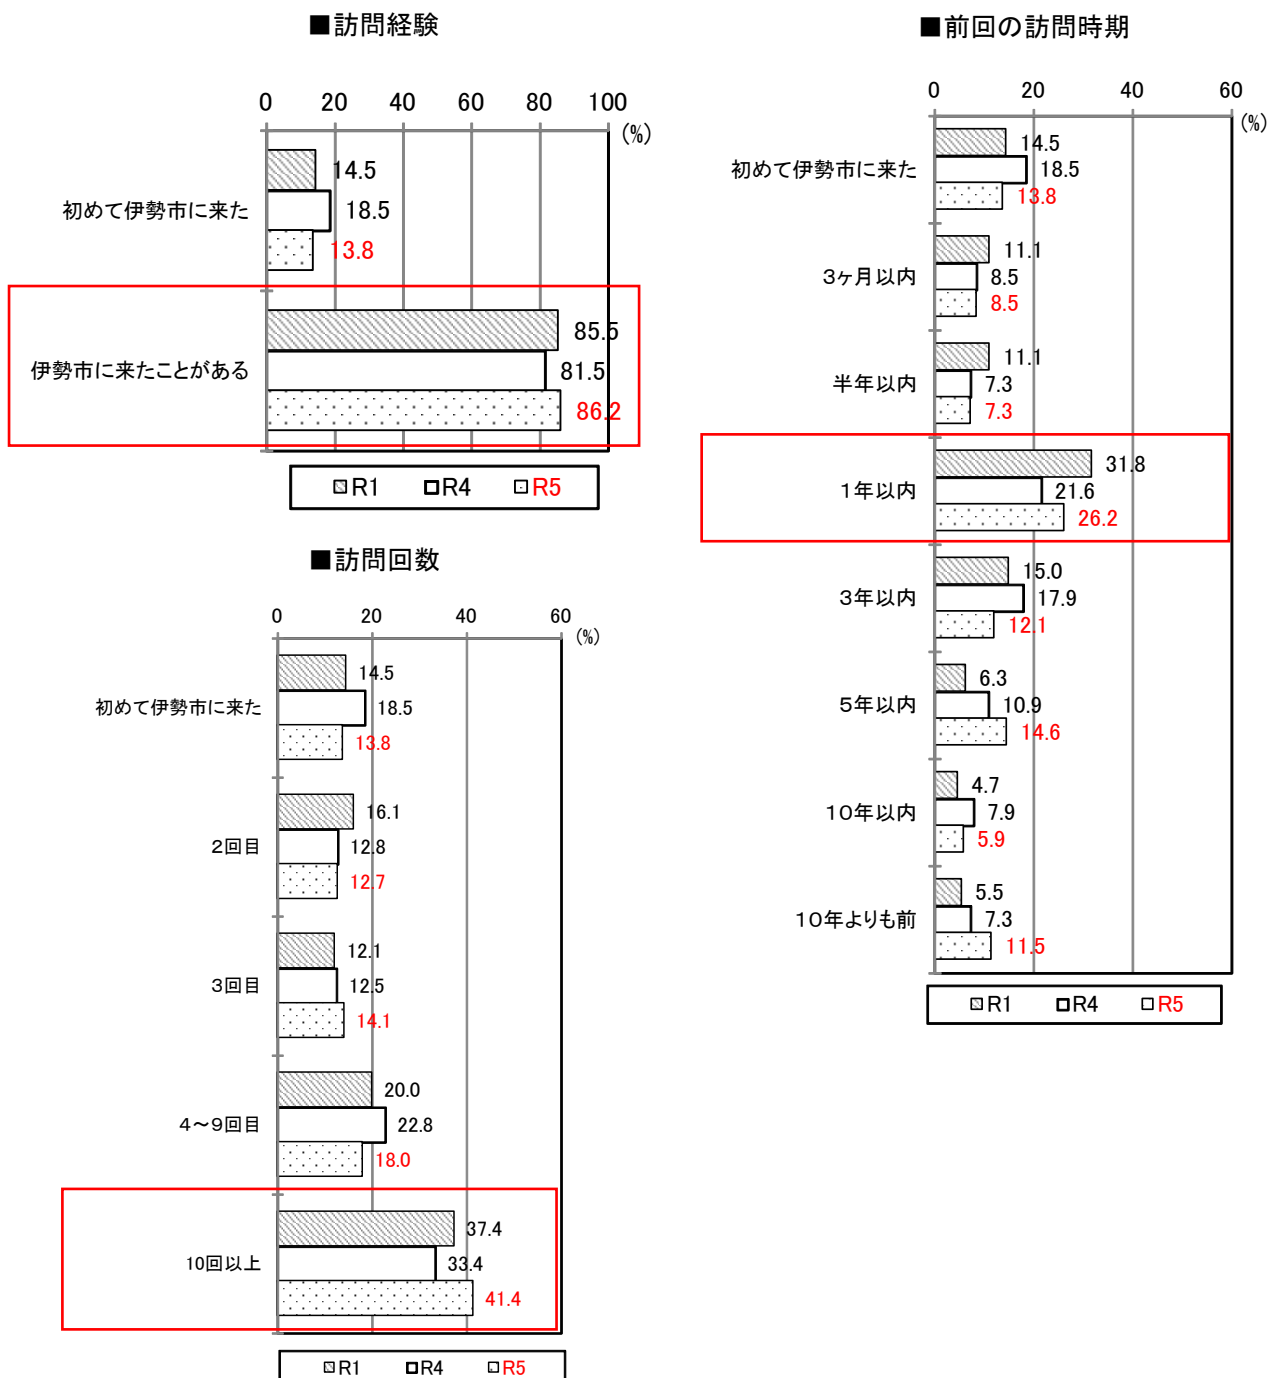 ■訪問経験
0 20 40 60 80 100
(%)
初めて伊勢市に来た
14.5
18.5
13.8
伊勢市に来たことがある
85.5
81.5
86.2
R1 R4 R5
■訪問回数
0 20 40 60
(%)
初めて伊勢市に来た
14.5
18.5
13.8
2回目
16.1
12.8
12.7
3回目
12.1
12.5
14.1
4～9回目
20.0
22.8
18.0
10回以上
37.4
33.4
41.4
R1 R4 R5
■前回の訪問時期
0 20 40 60
(%)
初めて伊勢市に来た
14.5
18.5
13.8
3ヶ月以内
11.1
8.5
8.5
半年以内
11.1
7.3
7.3
1年以内
31.8
21.6
26.2
3年以内
15.0
17.9
12.1
5年以内
6.3
10.9
14.6
10年以内
4.7
7.9
5.9
10年よりも前
5.5
7.3
11.5
R1 R4 R5